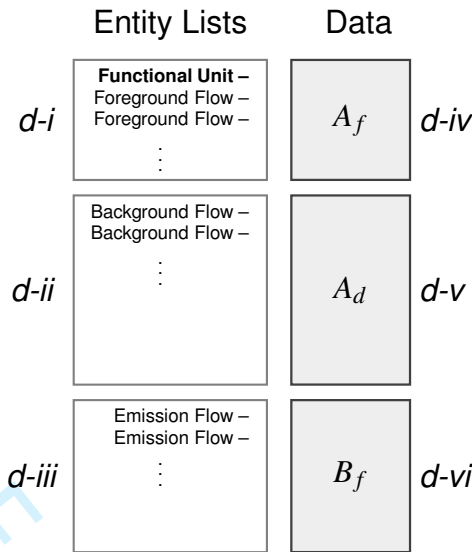 Entity Lists Data
d-i
Functional Unit –
Foreground Flow –
Foreground Flow –
⋮
A_f
d-iv
d-ii
Background Flow –
Background Flow –
⋮
A_d
d-v
d-iii
Emission Flow –
Emission Flow –
⋮
B_f
d-vi